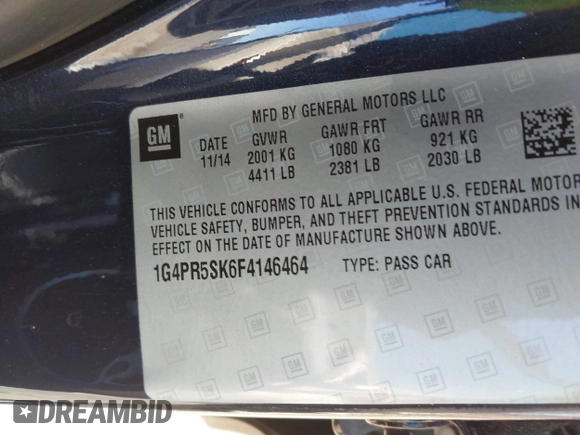 MFD BY GENERAL MOTORS LLC
GM
DATE GVWR GAWR FRT GAWR RR
11/14 2001 KG 1080 KG 921 KG
4411 LB 2381 LB 2030 LB
THIS VEHICLE CONFORMS TO ALL APPLICABLE U.S. FEDERAL MOTOR
VEHICLE SAFETY, BUMPER, AND THEFT PREVENTION STANDARDS IN
EFFECT ON THE DATE OF MANUFACTURE SHOWN ABOVE.
1G4PR5SK6F4146464 TYPE: PASS CAR
DREAMBID